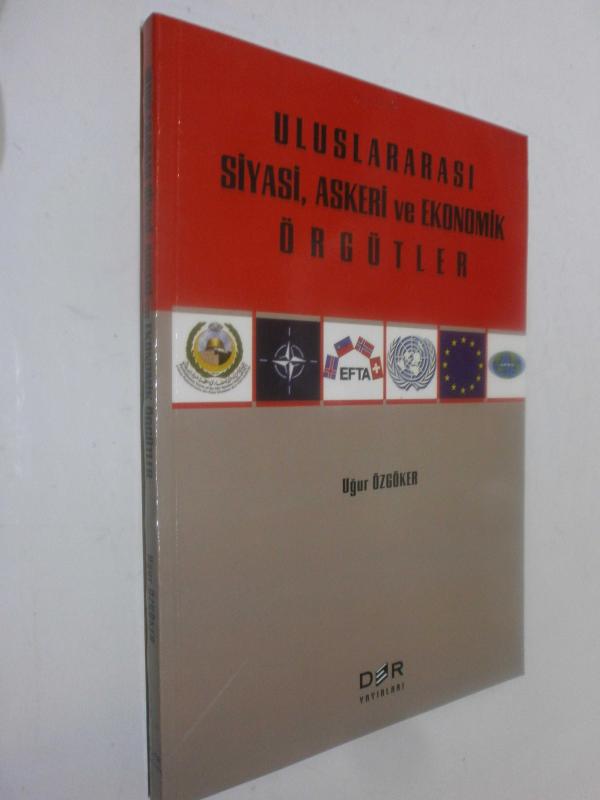 ULUSLARARASI
SİYASİ, ASKERİ ve EKONOMİK
ÖRGÜTLER
EFTA
Uğur ÖZGÖKER
DER
YAYINLARI